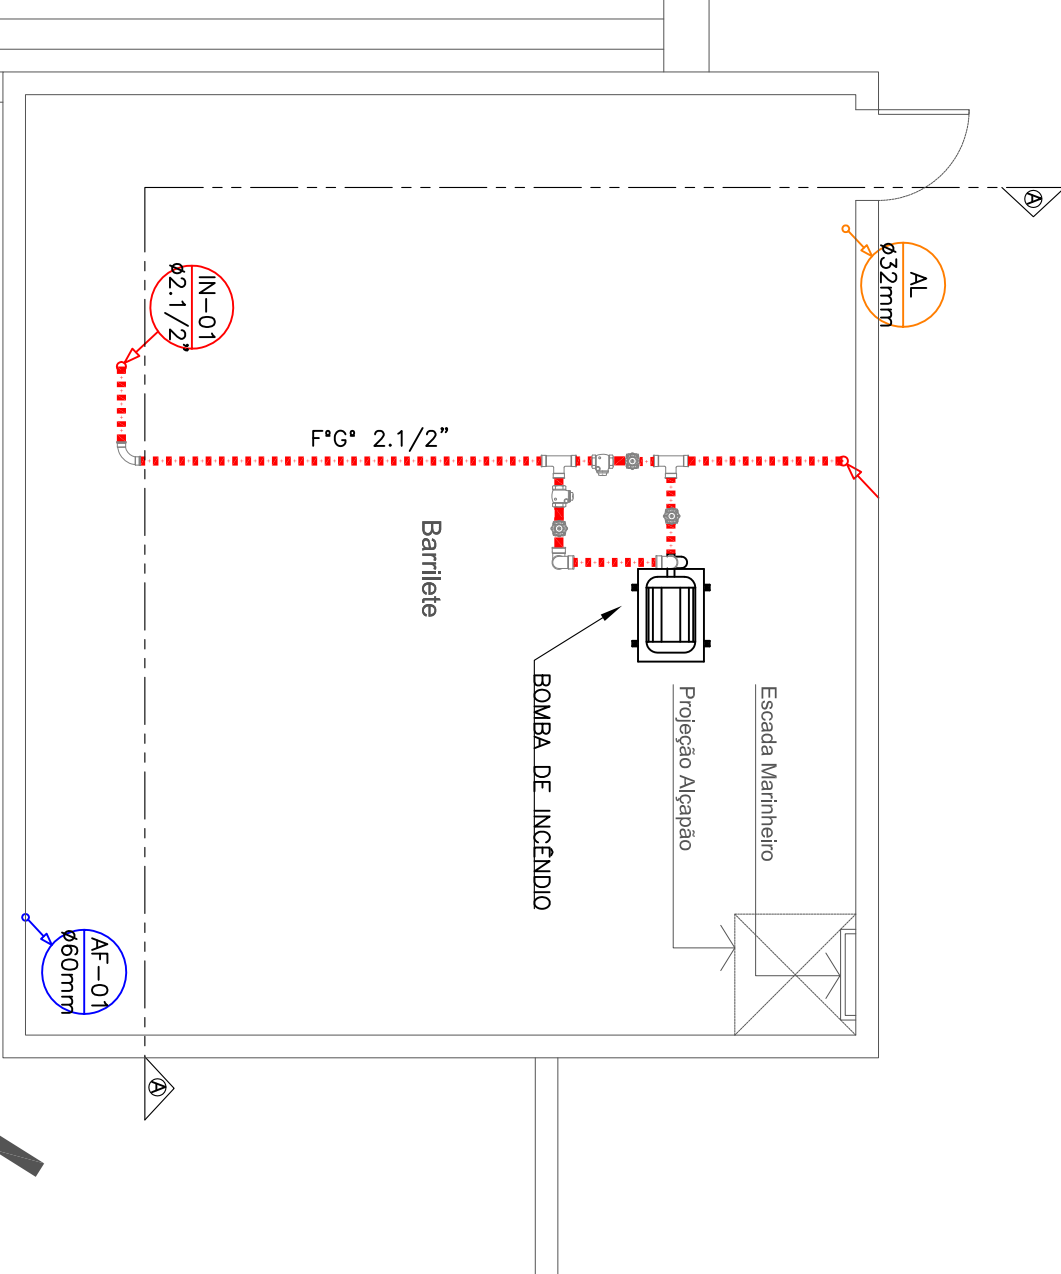 A
AL
ø32mm
IN-01
ø2.1/2"
FºGº 2.1/2"
Barrilete
BOMBA DE INCÊNDIO
Projeção Alçapão
Escada Marinheiro
AF-01
ø60mm
A